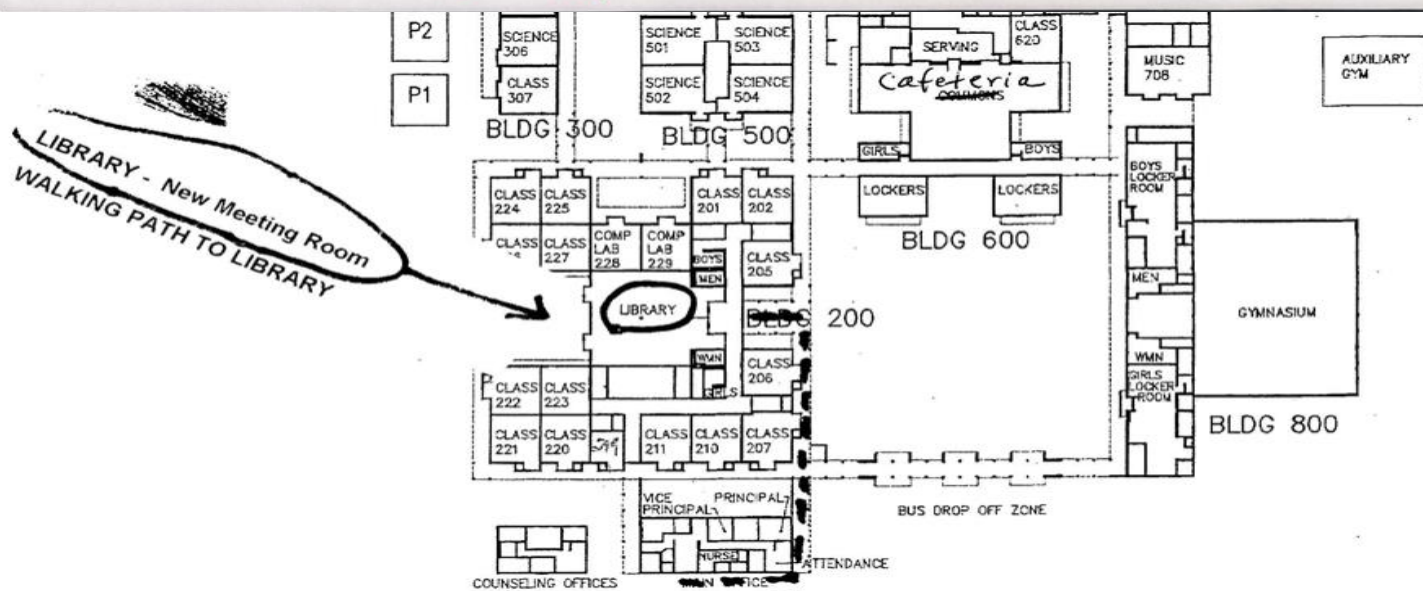 P2
SCIENCE
306
SCIENCE
501
SCIENCE
503
CLASS
620
SERVING
MUSIC
708
AUXILIARY
GYM
P1
CLASS
307
SCIENCE
502
SCIENCE
504
Cafeteria
COMMONS
BLDG 300
BLDG 500
GIRLS
BOYS
LIBRARY - New Meeting Room
WALKING PATH TO LIBRARY
CLASS
224
CLASS
225
CLASS
201
CLASS
202
LOCKERS
LOCKERS
BOYS
LOCKER
ROOM
BLDG 600
CLASS
CLASS
227
COMP
LAB
228
COMP
LAB
229
BOYS
MEN
CLASS
205
MEN
LIBRARY
BLDG 200
GYMNASIUM
WMN
CLASS
206
WMN
GIRLS
LOCKER
ROOM
CLASS
222
CLASS
223
GIRLS
BLDG 800
CLASS
221
CLASS
220
CLASS
211
CLASS
210
CLASS
207
VICE
PRINCIPAL
PRINCIPAL
BUS DROP OFF ZONE
NURSE
ATTENDANCE
COUNSELING OFFICES
MAIN OFFICE